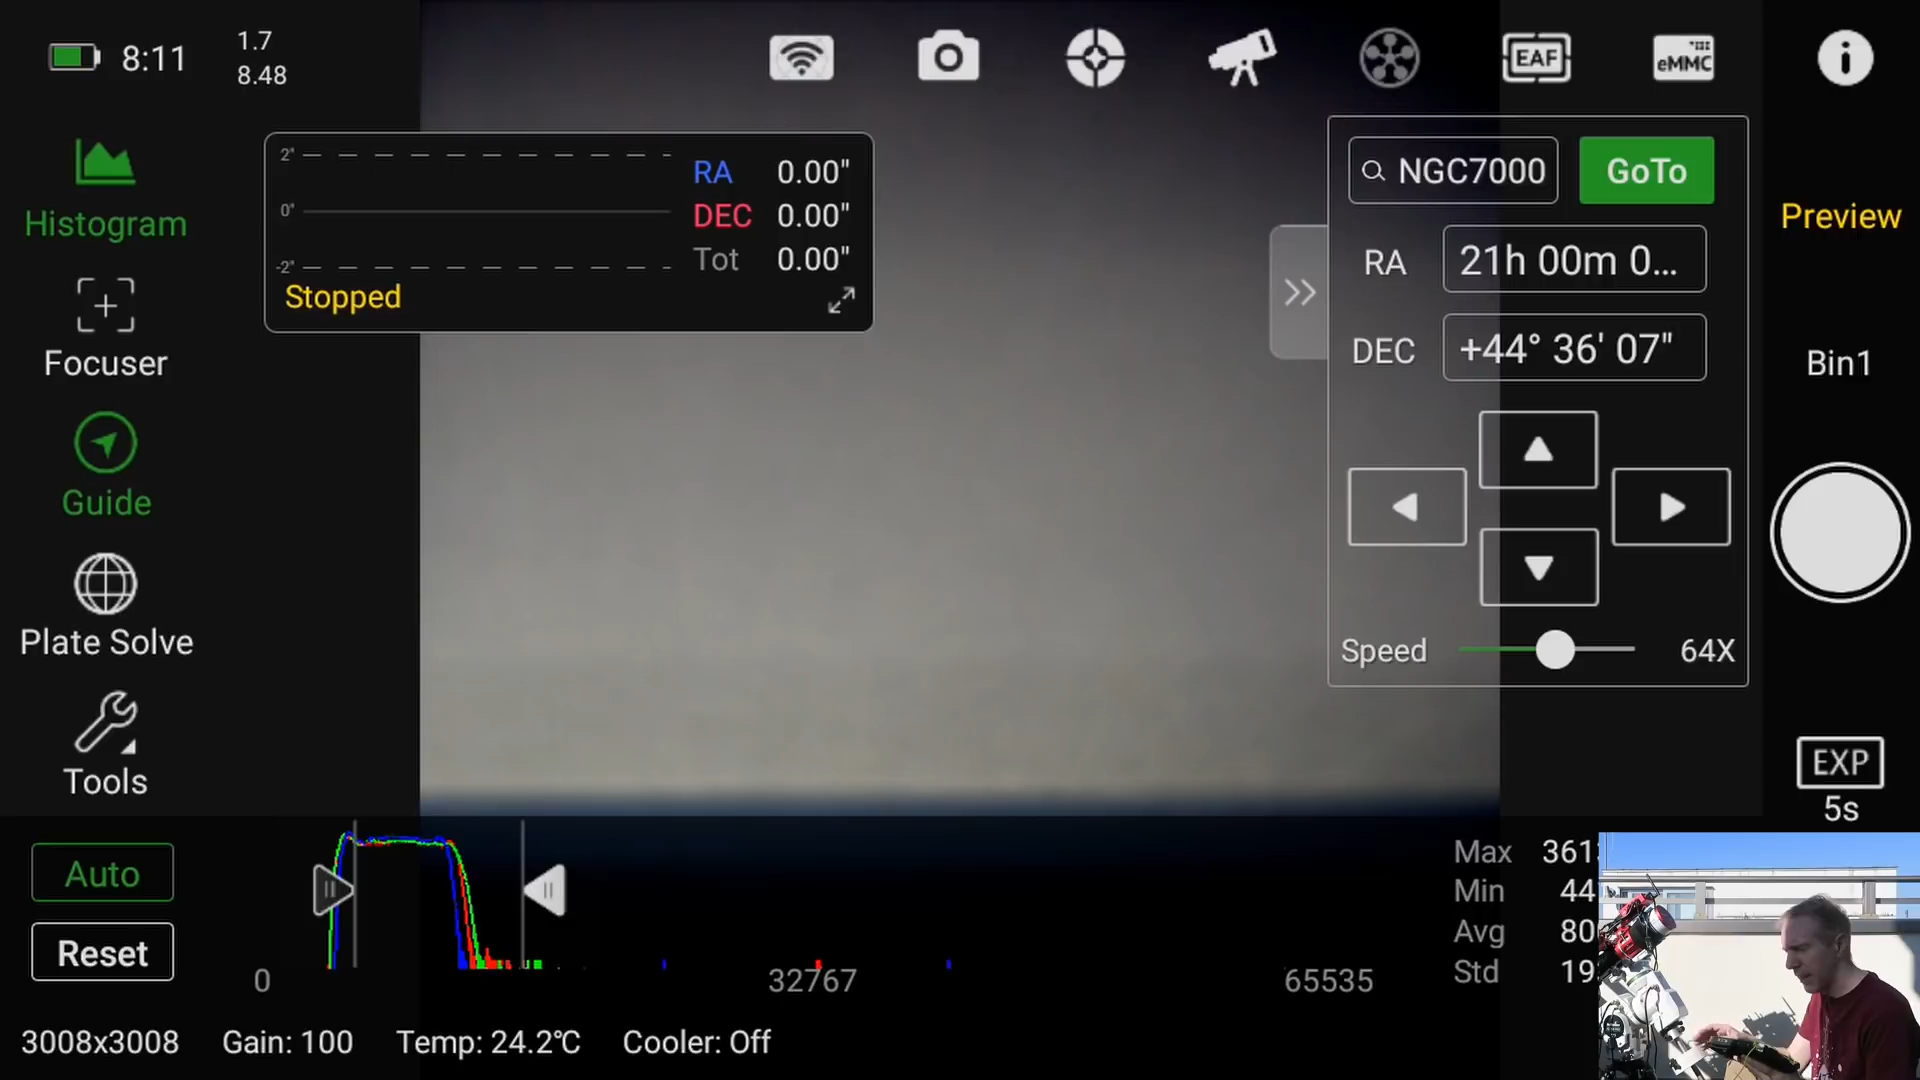 8:11
1.7
8.48
EAF
eMMC
Histogram
Focuser
Guide
Plate Solve
Tools
2"
0"
-2"
RA 0.00"
DEC 0.00"
Tot 0.00"
Stopped
NGC7000
GoTo
RA 21h 00m 0...
DEC +44° 36' 07"
Speed 64X
Preview
Bin1
EXP
5s
Auto
Reset
0 32767 65535
Max 361
Min 44
Avg 80
Std 19
3008x3008 Gain: 100 Temp: 24.2℃ Cooler: Off